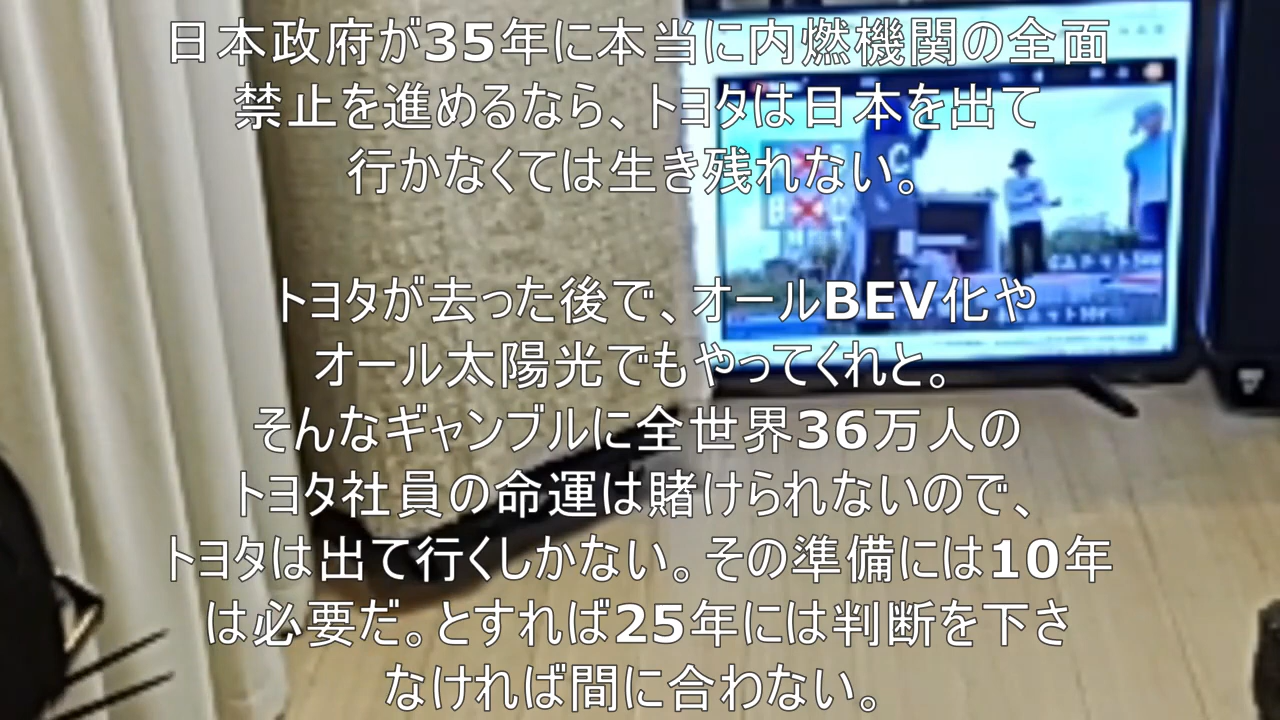 日本政府が35年に本当に内燃機関の全面
禁止を進めるなら、トヨタは日本を出て
行かなくては生き残れない。
トヨタが去った後で、オールBEV化や
オール太陽光でもやってくれと。
そんなギャンブルに全世界36万人の
トヨタ社員の命運は賭けられないので、
トヨタは出て行くしかない。その準備には10年
は必要だ。とすれば25年には判断を下さ
なければ間に合わない。